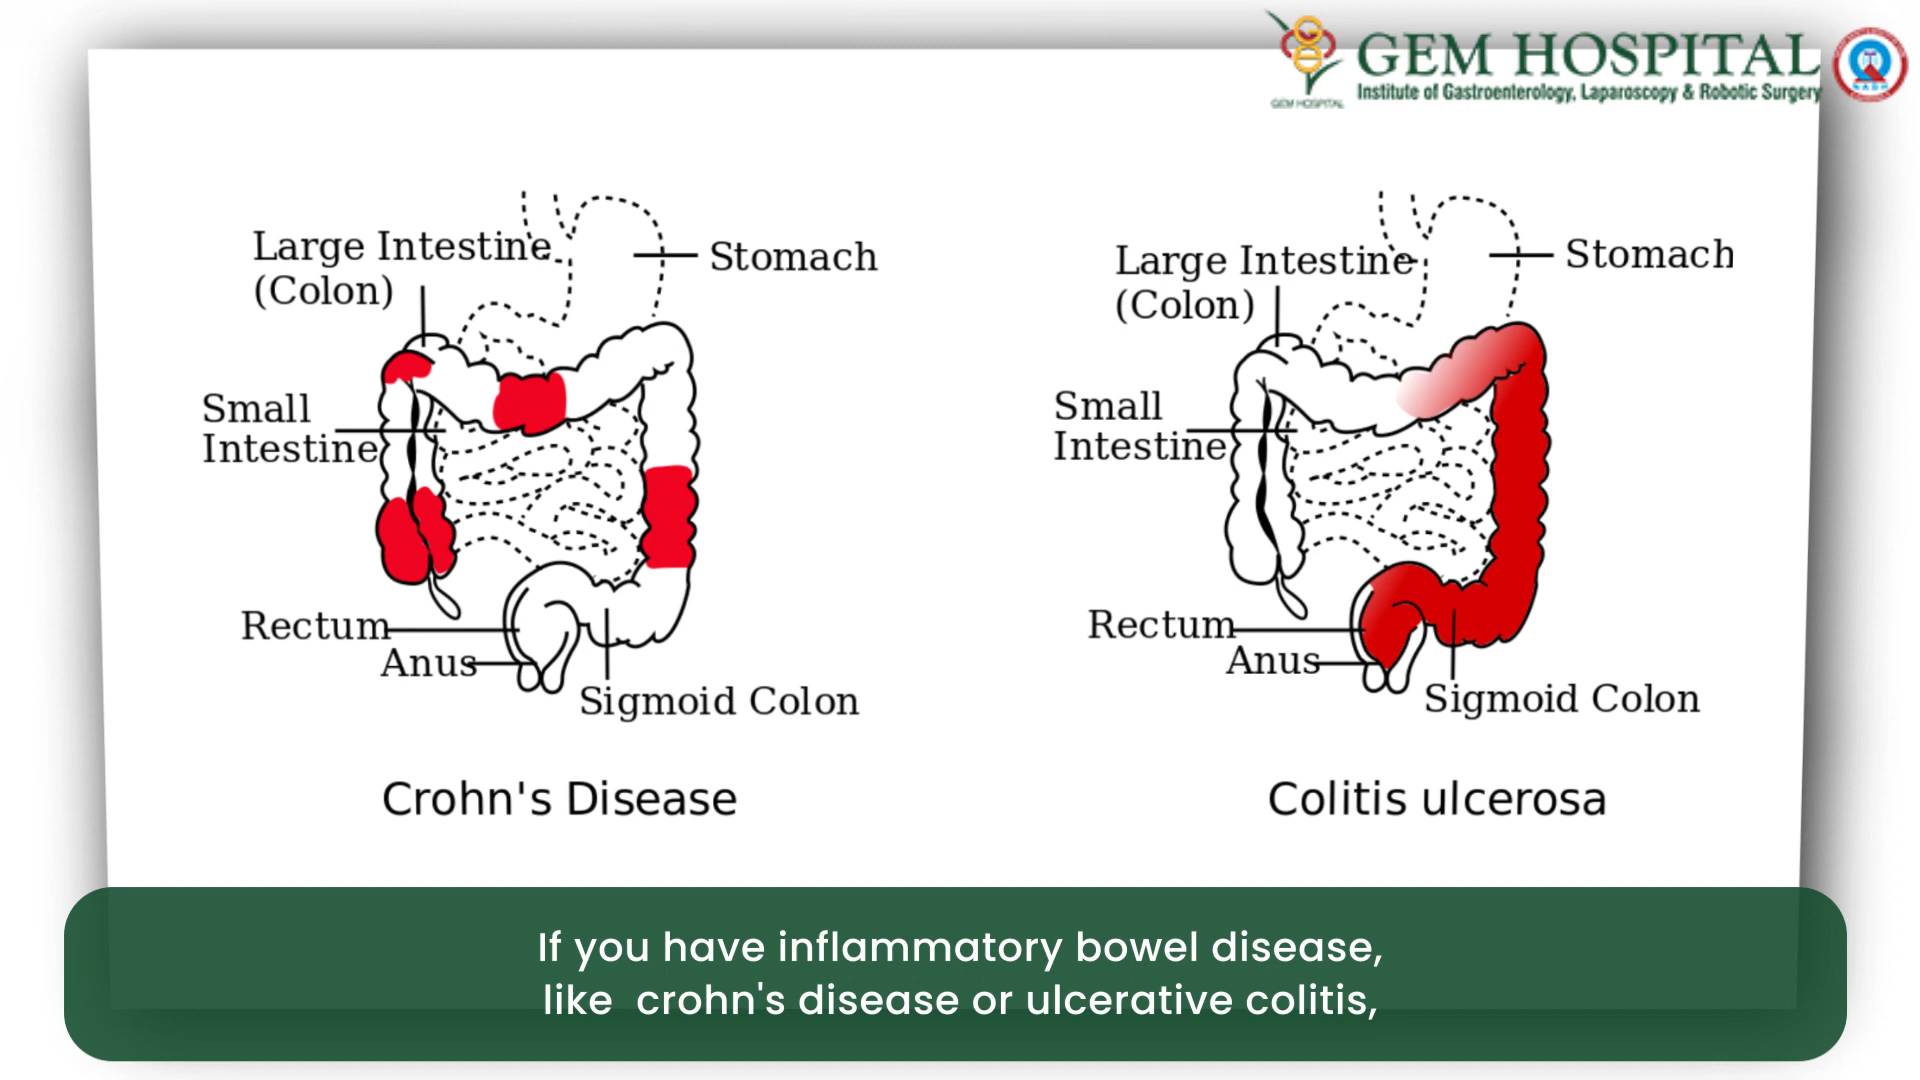 GEM HOSPITAL
Institute of Gastroenterology, Laparoscopy & Robotic Surgery
GEM HOSPITAL
Large Intestine
(Colon)
Stomach
Small
Intestine
Rectum
Anus
Sigmoid Colon
Crohn's Disease
Large Intestine
(Colon)
Stomach
Small
Intestine
Rectum
Anus
Sigmoid Colon
Colitis ulcerosa
If you have inflammatory bowel disease,
like crohn's disease or ulcerative colitis,